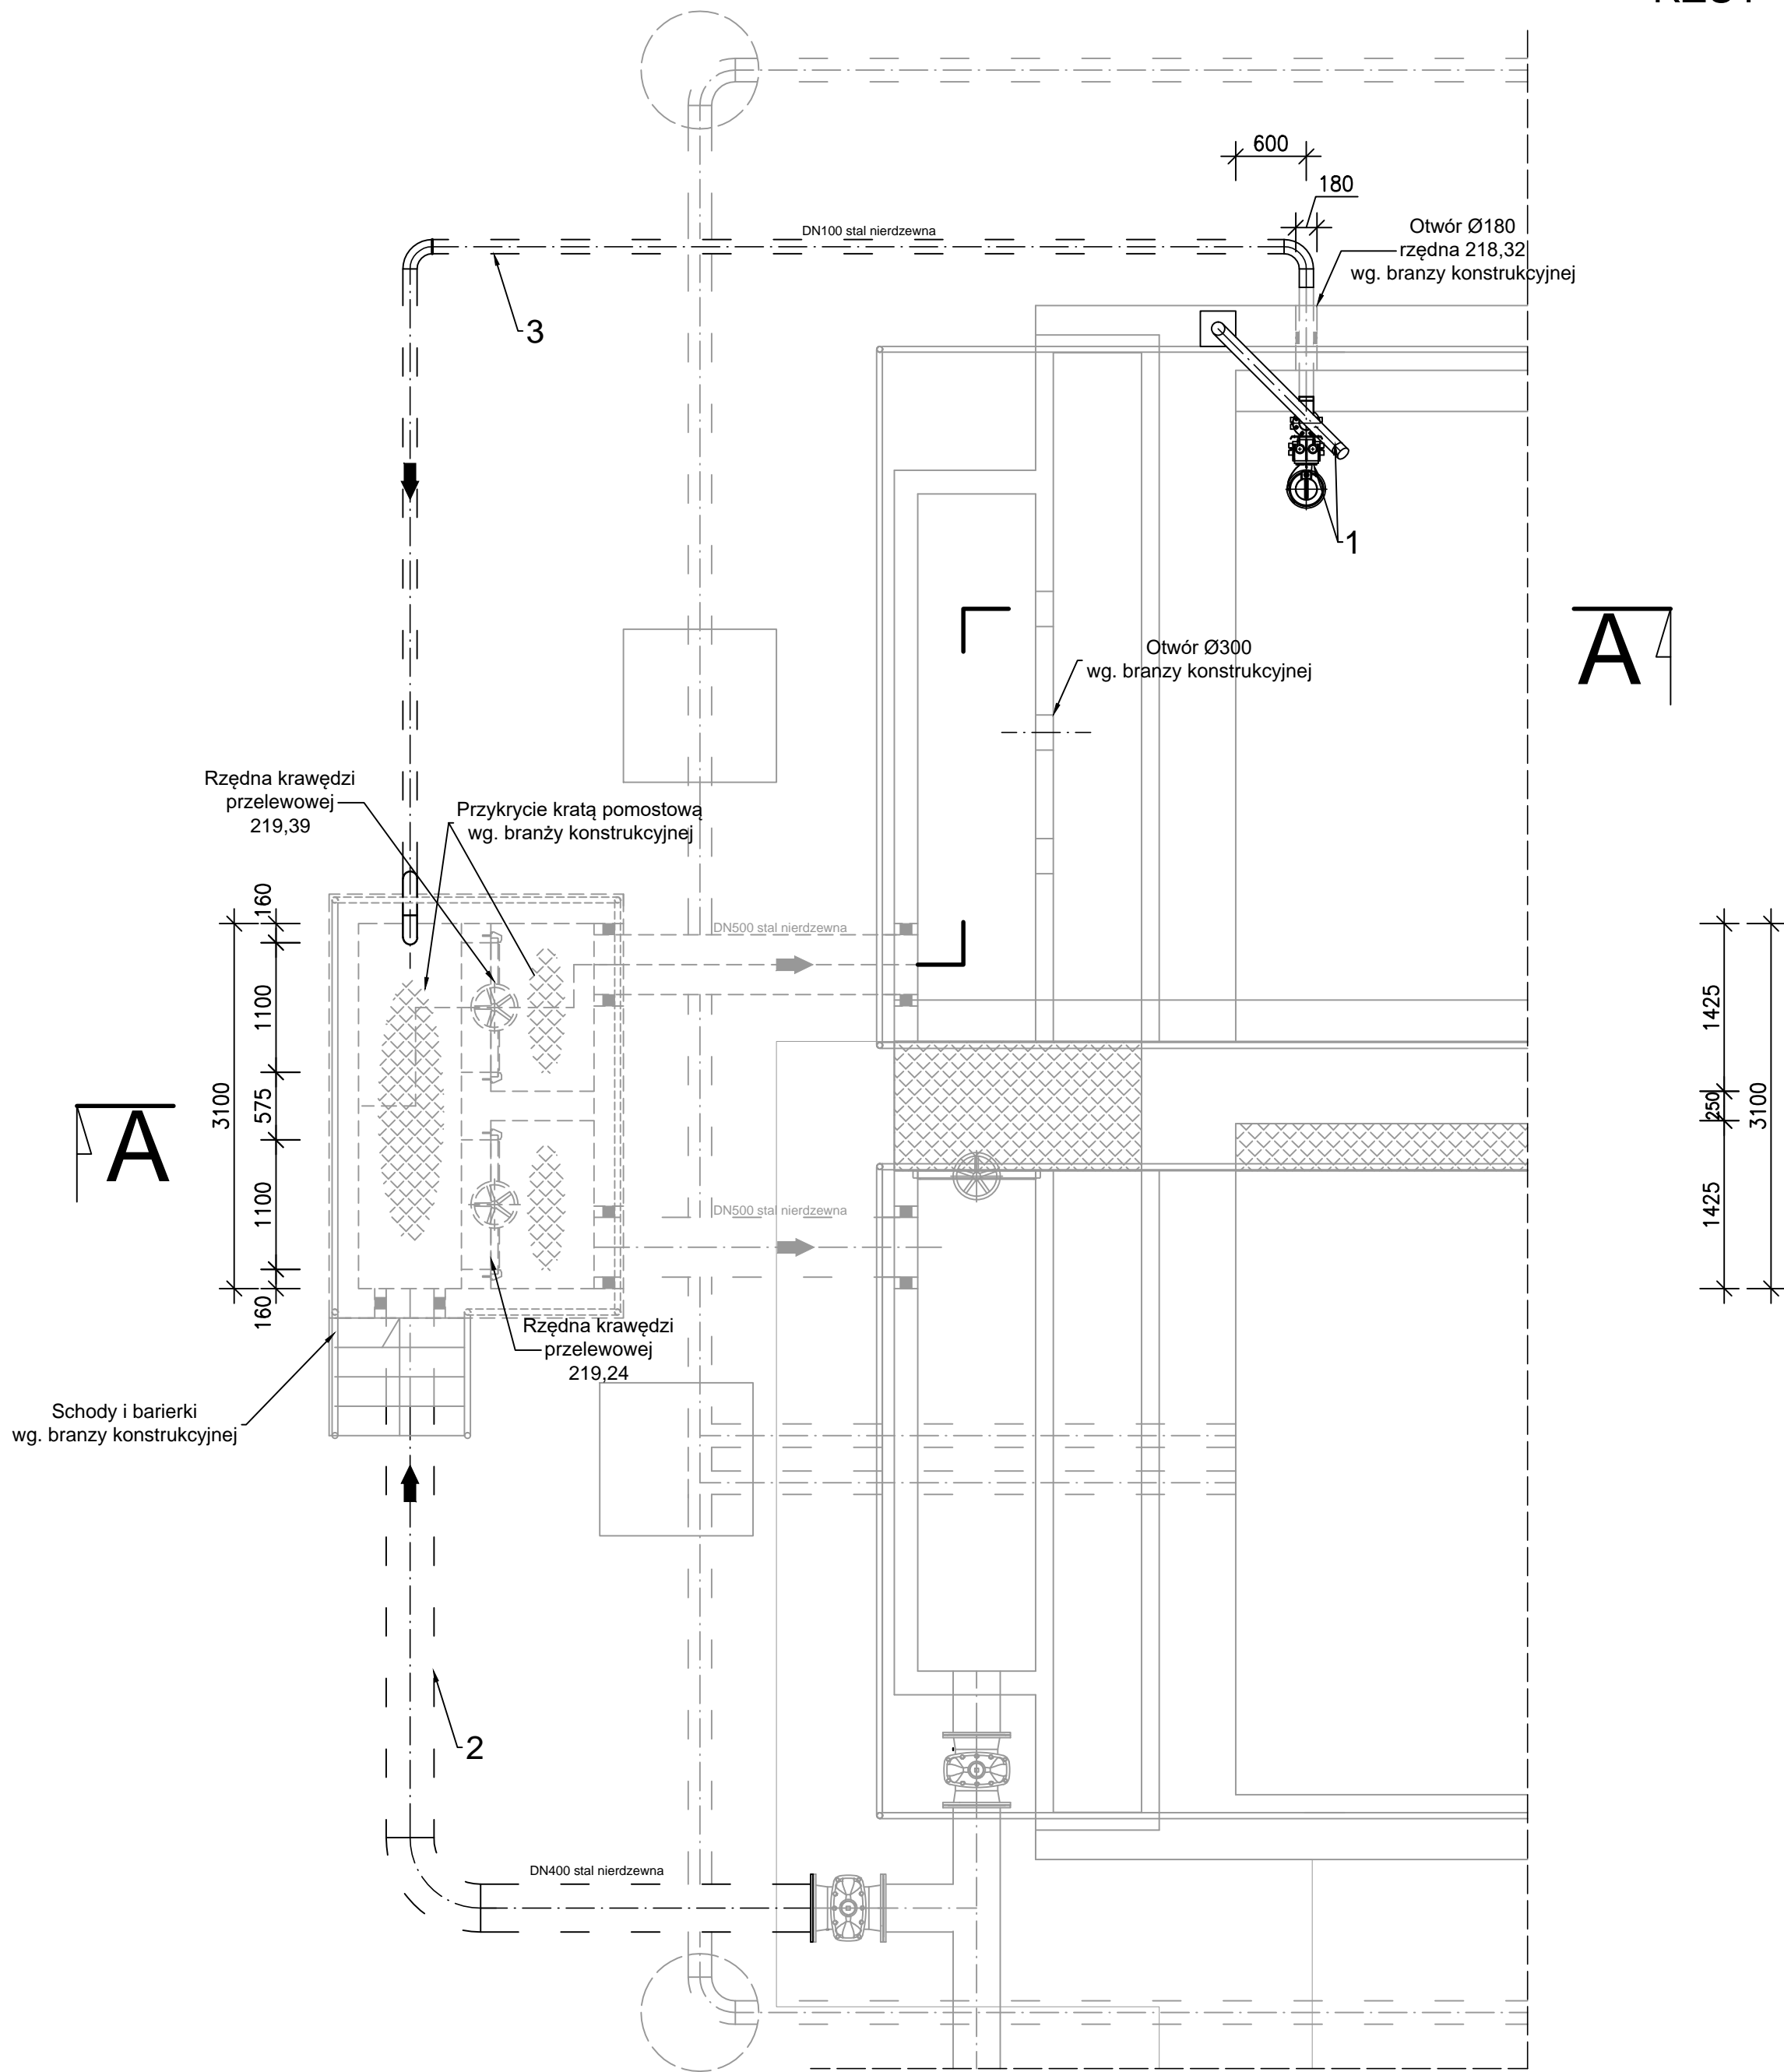 600
180
DN100 stal nierdzewna
Otwór Ø180
rzędna 218,32
wg. branzy konstrukcyjnej
3
1
A
A
Otwór Ø300
wg. branzy konstrukcyjnej
Rzędna krawędzi
przelewowej
219,39
Przykrycie kratą pomostową
wg. branży konstrukcyjnej
160
1100
575
1100
160
3100
DN500 stal nierdzewna
DN500 stal nierdzewna
1425
250
1425
3100
Rzędna krawędzi
przelewowej
219,24
Schody i barierki
wg. branzy konstrukcyjnej
2
DN400 stal nierdzewna